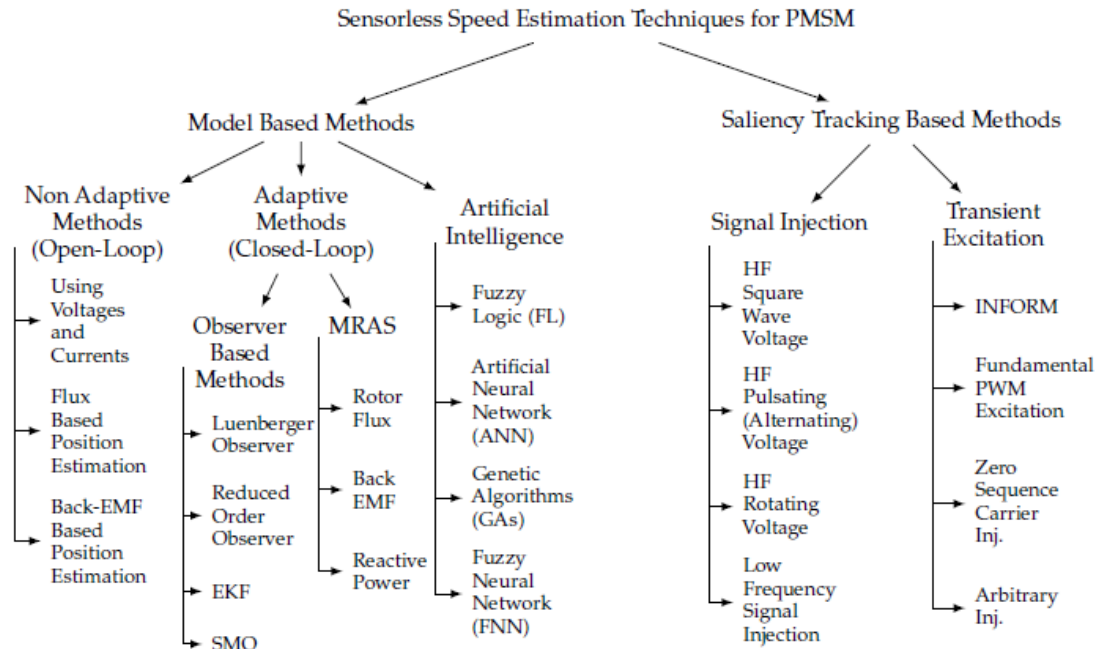 Sensorless Speed Estimation Techniques for PMSM
Model Based Methods
Saliency Tracking Based Methods
Non Adaptive
Methods
(Open-Loop)
Using
Voltages
and
Currents
Flux
Based
Position
Estimation
Back-EMF
Based
Position
Estimation
Adaptive
Methods
(Closed-Loop)
Observer
Based
Methods
Luenberger
Observer
Reduced
Order
Observer
EKF
SMO
MRAS
Rotor
Flux
Back
EMF
Reactive
Power
Artificial
Intelligence
Fuzzy
Logic (FL)
Artificial
Neural
Network
(ANN)
Genetic
Algorithms
(GAs)
Fuzzy
Neural
Network
(FNN)
Signal Injection
HF
Square
Wave
Voltage
HF
Pulsating
(Alternating)
Voltage
HF
Rotating
Voltage
Low
Frequency
Signal
Injection
Transient
Excitation
INFORM
Fundamental
PWM
Excitation
Zero
Sequence
Carrier
Inj.
Arbitrary
Inj.